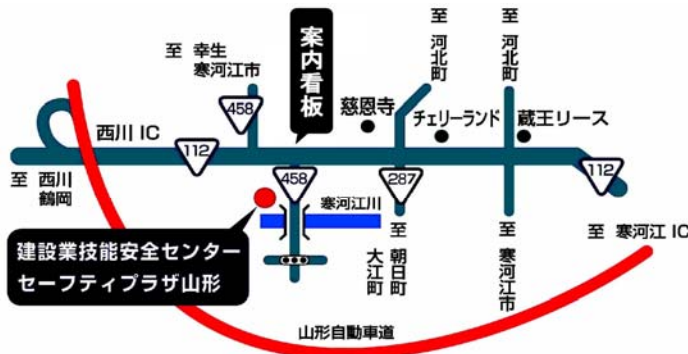 至 幸生
寒河江市
案内看板
至 河北町
至 河北町
458
慈恩寺
チェリーランド
蔵王リース
西川 IC
112
至 西川
鶴岡
458
287
112
寒河江川
建設業技能安全センター
セーフティプラザ山形
至 朝日町
大江町
至 寒河江市
至 寒河江 IC
山形自動車道